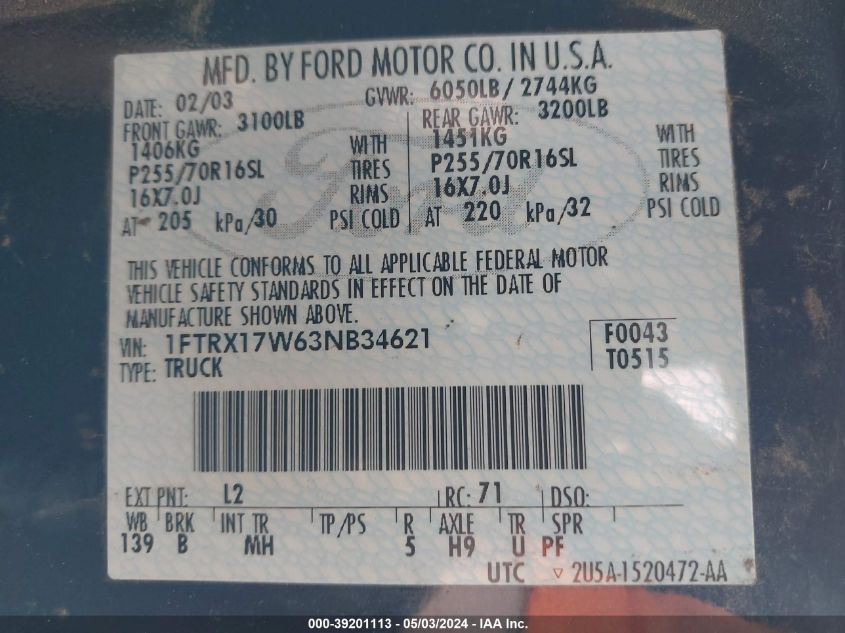 MFD. BY FORD MOTOR CO. IN U.S.A.
DATE: 02/03 GVWR: 6050LB/ 2744KG
FRONT GAWR: 3100LB REAR GAWR: 3200LB
1406KG WITH 1451KG WITH
P255/70R16SL TIRES P255/70R16SL TIRES
16X7.0J RIMS 16X7.0J RIMS
AT 205 kPa/30 PSI COLD AT 220 kPa/32 PSI COLD
Ford
THIS VEHICLE CONFORMS TO ALL APPLICABLE FEDERAL MOTOR
VEHICLE SAFETY STANDARDS IN EFFECT ON THE DATE OF
MANUFACTURE SHOWN ABOVE.
VIN: 1FTRX17W63NB34621 F0043
TYPE: TRUCK T0515
EXT PNT: L2 RC: 71 DSO:
WB BRK INT TR TP/PS R AXLE TR SPR
139 B MH 5 H9 U PF
UTC ▽ 2U5A-1520472-AA
000-39201113 - 05/03/2024 - IAA Inc.